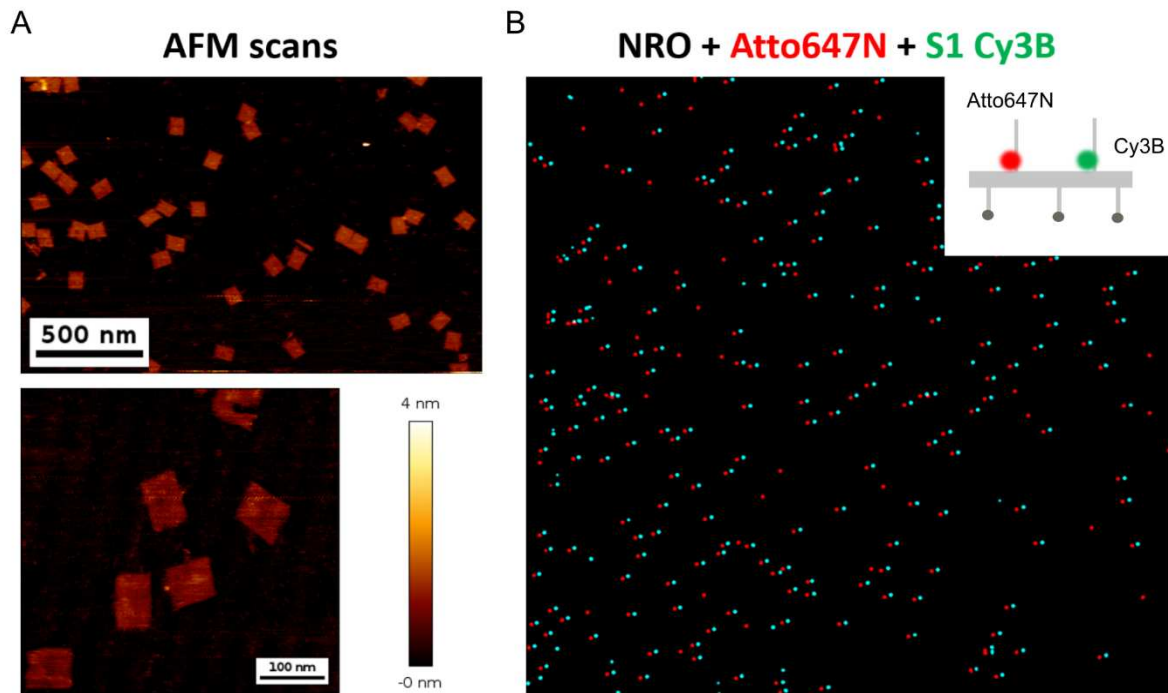 A
AFM scans
500 nm
4 nm
-0 nm
100 nm
B
NRO + Atto647N + S1 Cy3B
Atto647N
Cy3B